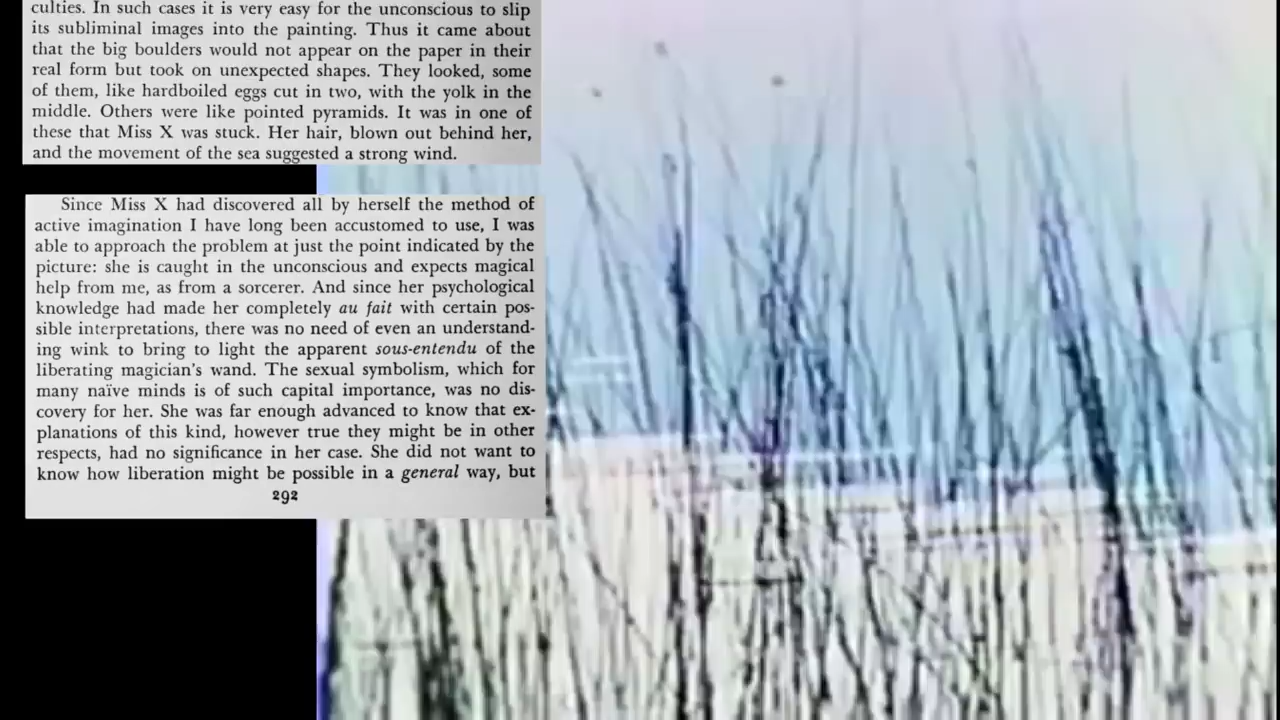 culties. In such cases it is very easy for the unconscious to slip
its subliminal images into the painting. Thus it came about
that the big boulders would not appear on the paper in their
real form but took on unexpected shapes. They looked, some
of them, like hardboiled eggs cut in two, with the yolk in the
middle. Others were like pointed pyramids. It was in one of
these that Miss X was stuck. Her hair, blown out behind her,
and the movement of the sea suggested a strong wind.
Since Miss X had discovered all by herself the method of
active imagination I have long been accustomed to use, I was
able to approach the problem at just the point indicated by the
picture: she is caught in the unconscious and expects magical
help from me, as from a sorcerer. And since her psychological
knowledge had made her completely au fait with certain pos-
sible interpretations, there was no need of even an understand-
ing wink to bring to light the apparent sous-entendu of the
liberating magician's wand. The sexual symbolism, which for
many naïve minds is of such capital importance, was no dis-
covery for her. She was far enough advanced to know that ex-
planations of this kind, however true they might be in other
respects, had no significance in her case. She did not want to
know how liberation might be possible in a general way, but
292